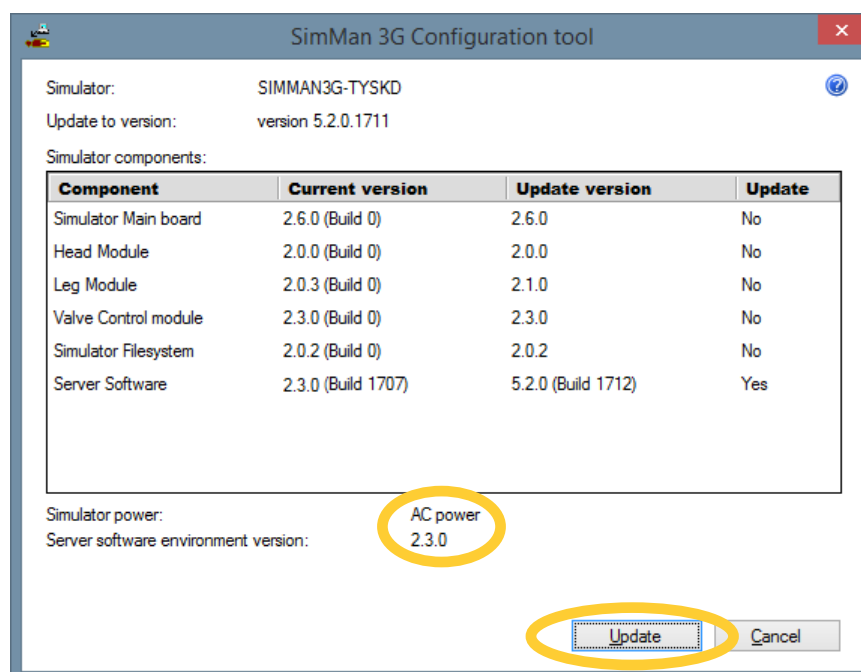 SimMan 3G Configuration tool
Simulator: SIMMAN3G-TYSKD
Update to version: version 5.2.0.1711
Simulator components:
Component Current version Update version Update
Simulator Main board 2.6.0 (Build 0) 2.6.0 No
Head Module 2.0.0 (Build 0) 2.0.0 No
Leg Module 2.0.3 (Build 0) 2.1.0 No
Valve Control module 2.3.0 (Build 0) 2.3.0 No
Simulator Filesystem 2.0.2 (Build 0) 2.0.2 No
Server Software 2.3.0 (Build 1707) 5.2.0 (Build 1712) Yes
Simulator power: AC power
Server software environment version: 2.3.0
Update Cancel